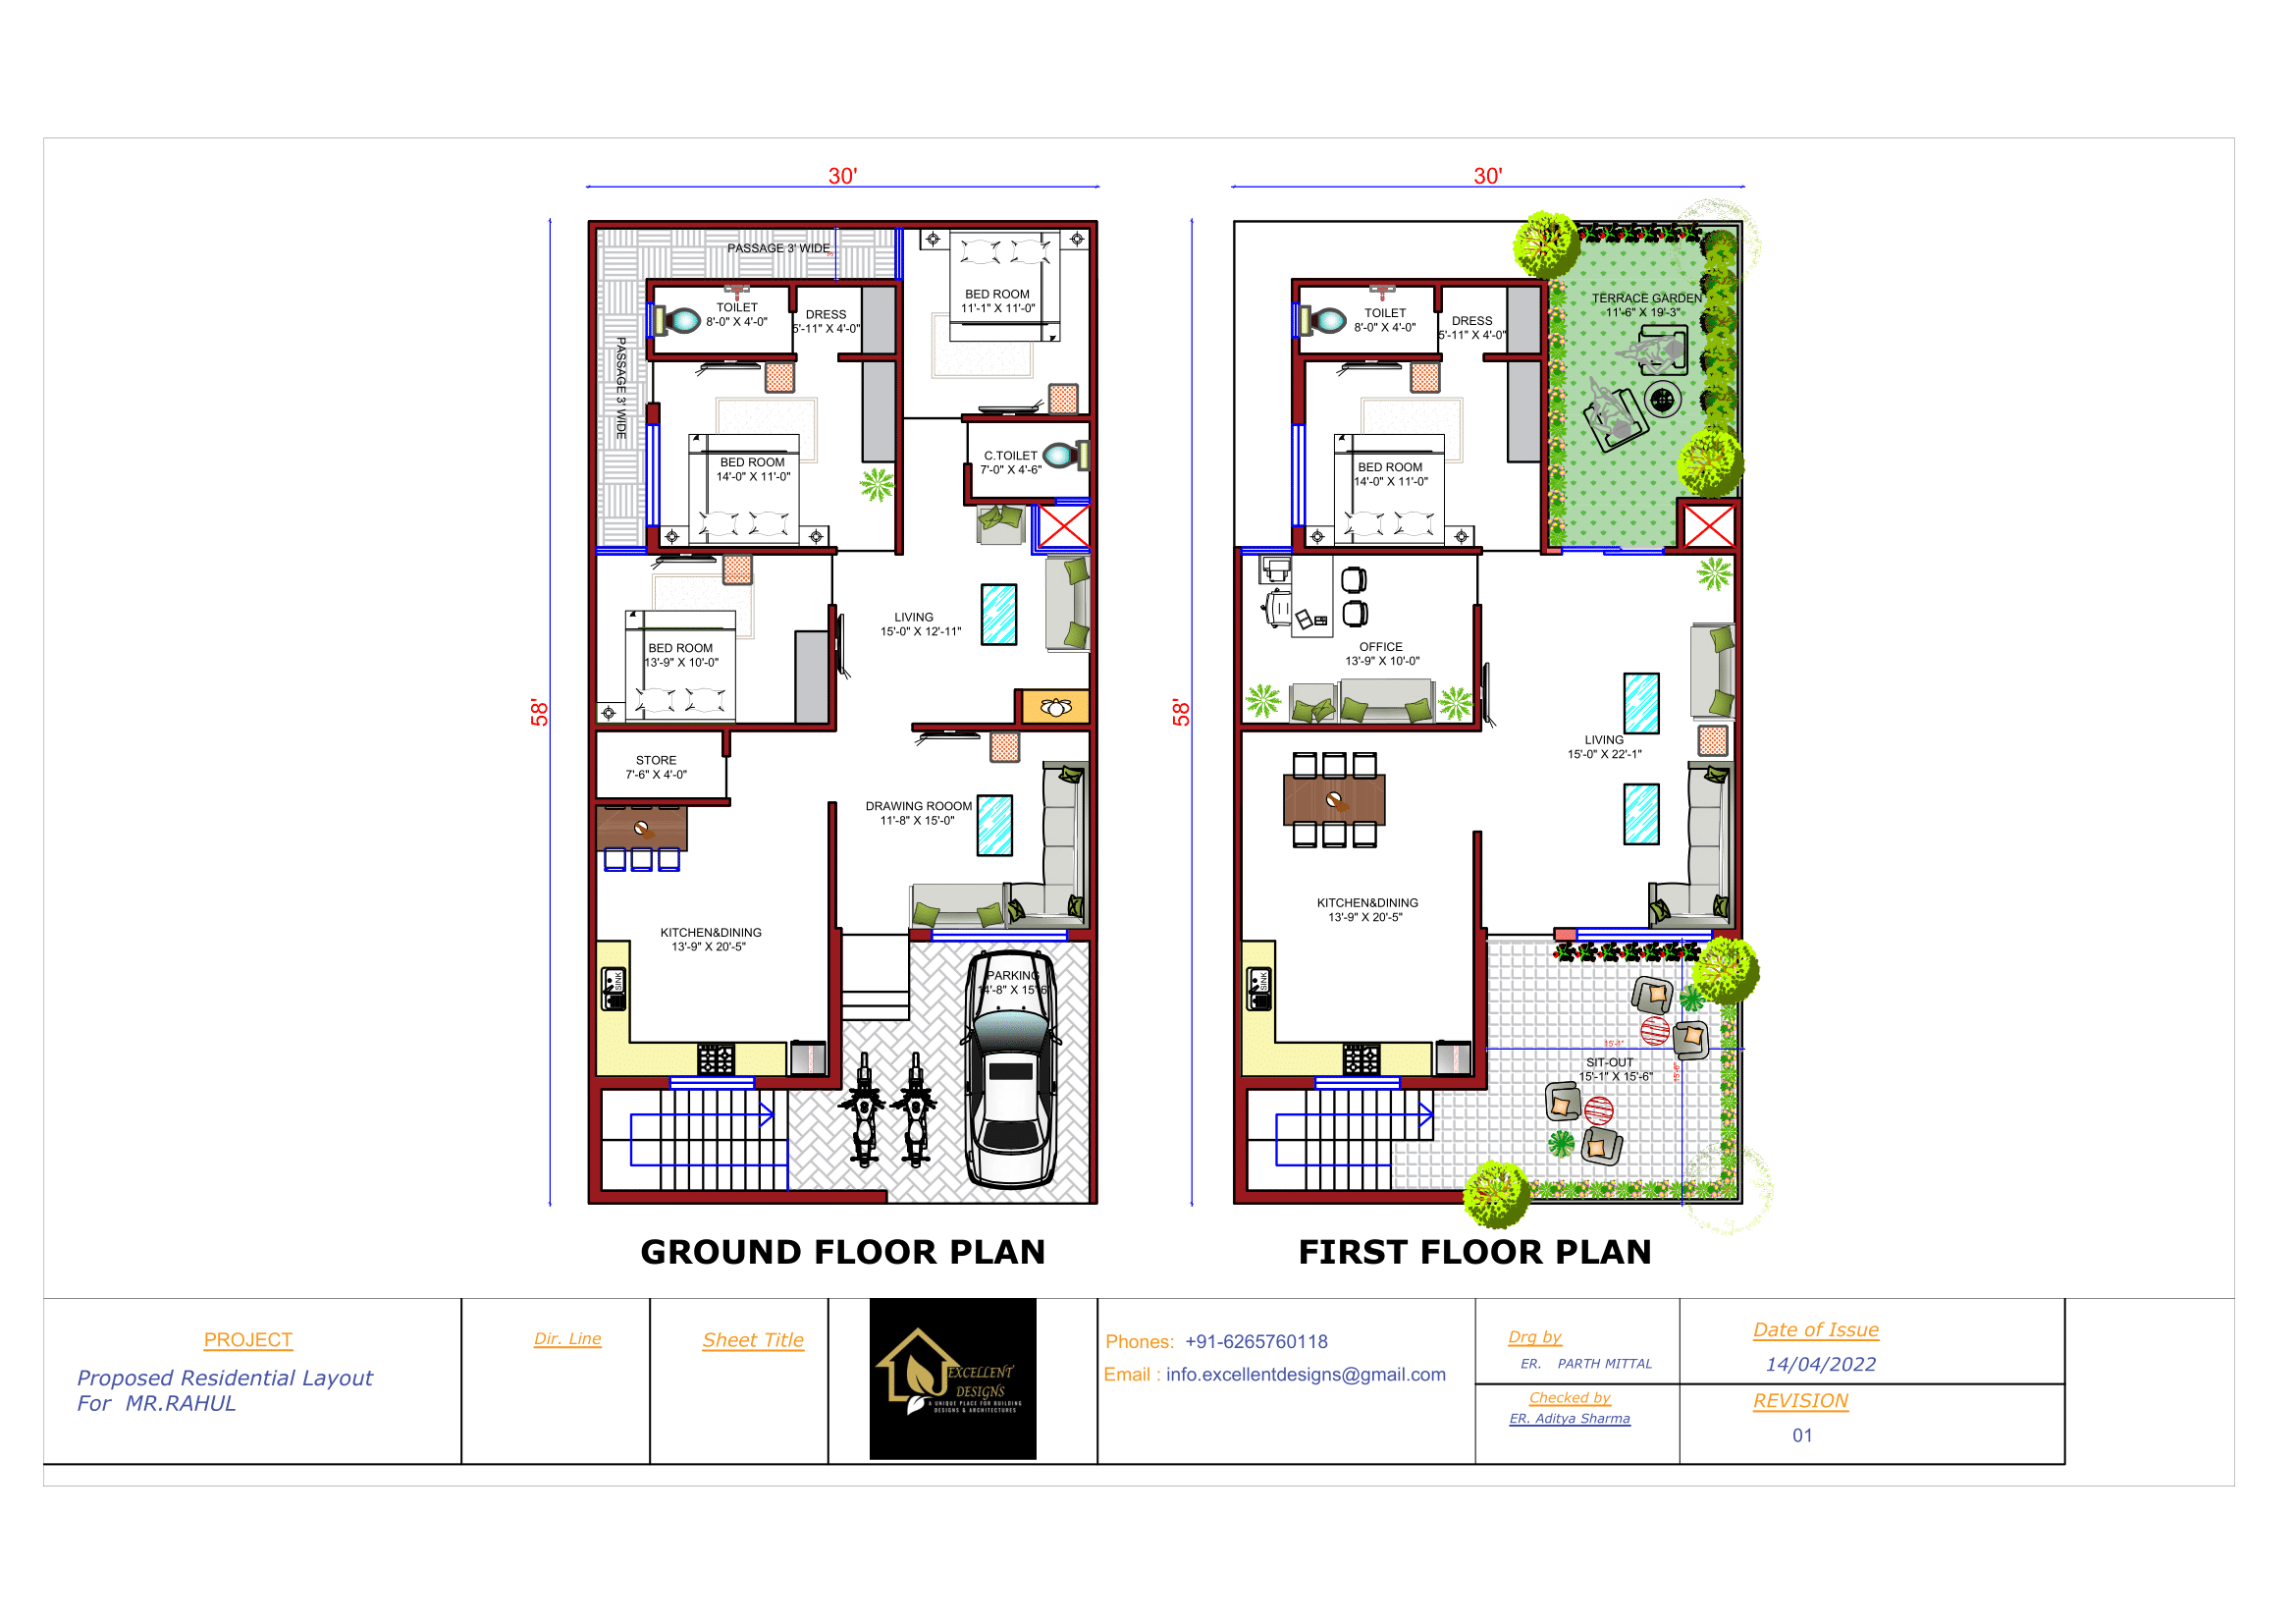 30'
58'
PASSAGE 3' WIDE
3'
PASSAGE 3' WIDE
TOILET
8'-0" X 4'-0"
DRESS
5'-11" X 4'-0"
BED ROOM
11'-1" X 11'-0"
BED ROOM
14'-0" X 11'-0"
C.TOILET
7'-0" X 4'-6"
LIVING
15'-0" X 12'-11"
BED ROOM
13'-9" X 10'-0"
STORE
7'-6" X 4'-0"
DRAWING ROOOM
11'-8" X 15'-0"
KITCHEN&DINING
13'-9" X 20'-5"
SINK
PARKING
14'-8" X 15'-6"
GROUND FLOOR PLAN
30'
58'
TOILET
8'-0" X 4'-0"
DRESS
5'-11" X 4'-0"
TERRACE GARDEN
11'-6" X 19'-3"
BED ROOM
14'-0" X 11'-0"
OFFICE
13'-9" X 10'-0"
LIVING
15'-0" X 22'-1"
KITCHEN&DINING
13'-9" X 20'-5"
SINK
15'-1"
15'-6"
SIT-OUT
15'-1" X 15'-6"
FIRST FLOOR PLAN
PROJECT
Proposed Residential Layout
For MR.RAHUL
Dir. Line
Sheet Title
EXCELLENT
DESIGNS
A UNIQUE PLACE FOR BUILDING
DESIGNS & ARCHITECTURES
Phones: +91-6265760118
Email : info.excellentdesigns@gmail.com
Drg by
ER. PARTH MITTAL
Checked by
ER. Aditya Sharma
Date of Issue
14/04/2022
REVISION
01